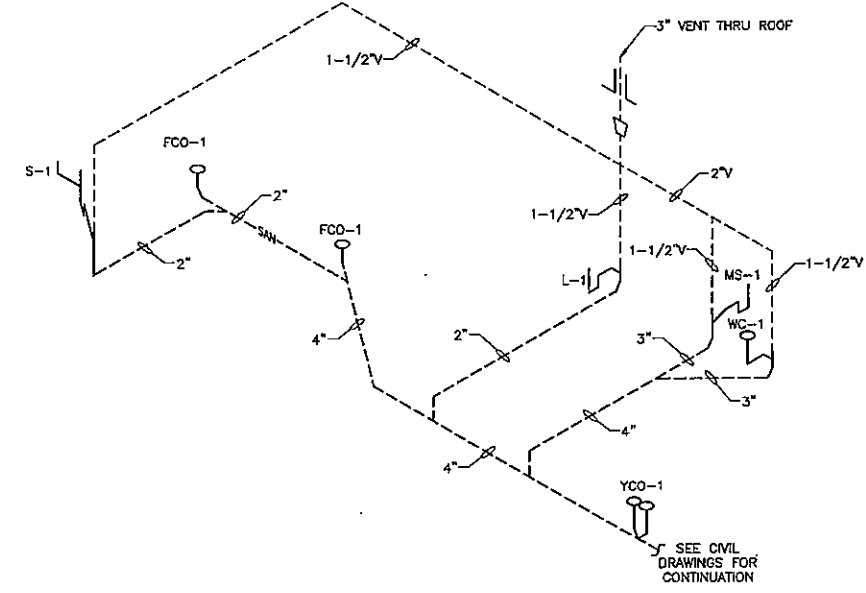 3" VENT THRU ROOF
1-1/2"V
FCO-1
S-1
2"V
2"
1-1/2"V
FCO-1
SAN
2"
1-1/2"V
1-1/2"V
L-1
MS-1
WC-1
4"
2"
3"
3"
4"
4"
YCO-1
SEE CIVIL
DRAWINGS FOR
CONTINUATION